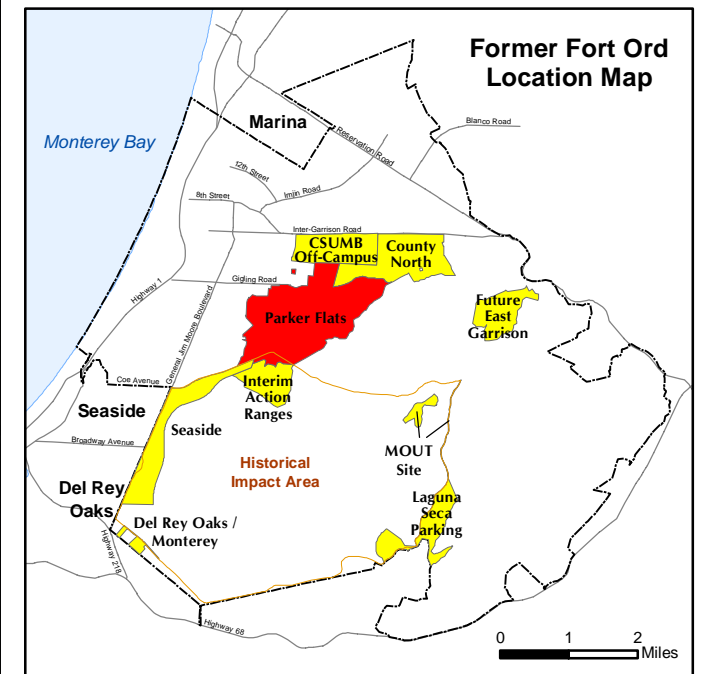 Former Fort Ord
Location Map
Monterey Bay
Marina
Blanco Road
Reservation Road
12th Street
Imjin Road
8th Street
Inter-Garrison Road
CSUMB
Off-Campus
County
North
Gigling Road
Highway 1
General Jim Moore Boulevard
Parker Flats
Future
East
Garrison
Coe Avenue
Interim
Action
Ranges
Seaside
Seaside
Broadway Avenue
MOUT
Site
Historical
Impact Area
Del Rey
Oaks
Laguna
Seca
Parking
Del Rey Oaks /
Monterey
Highway 218
Highway 68
0 1 2
Miles